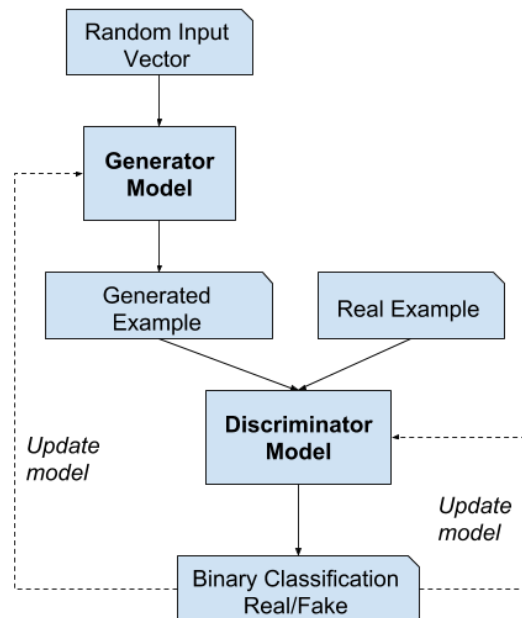 Random Input
Vector
Generator
Model
Generated
Example
Real Example
Discriminator
Model
Update
model
Update
model
Binary Classification
Real/Fake